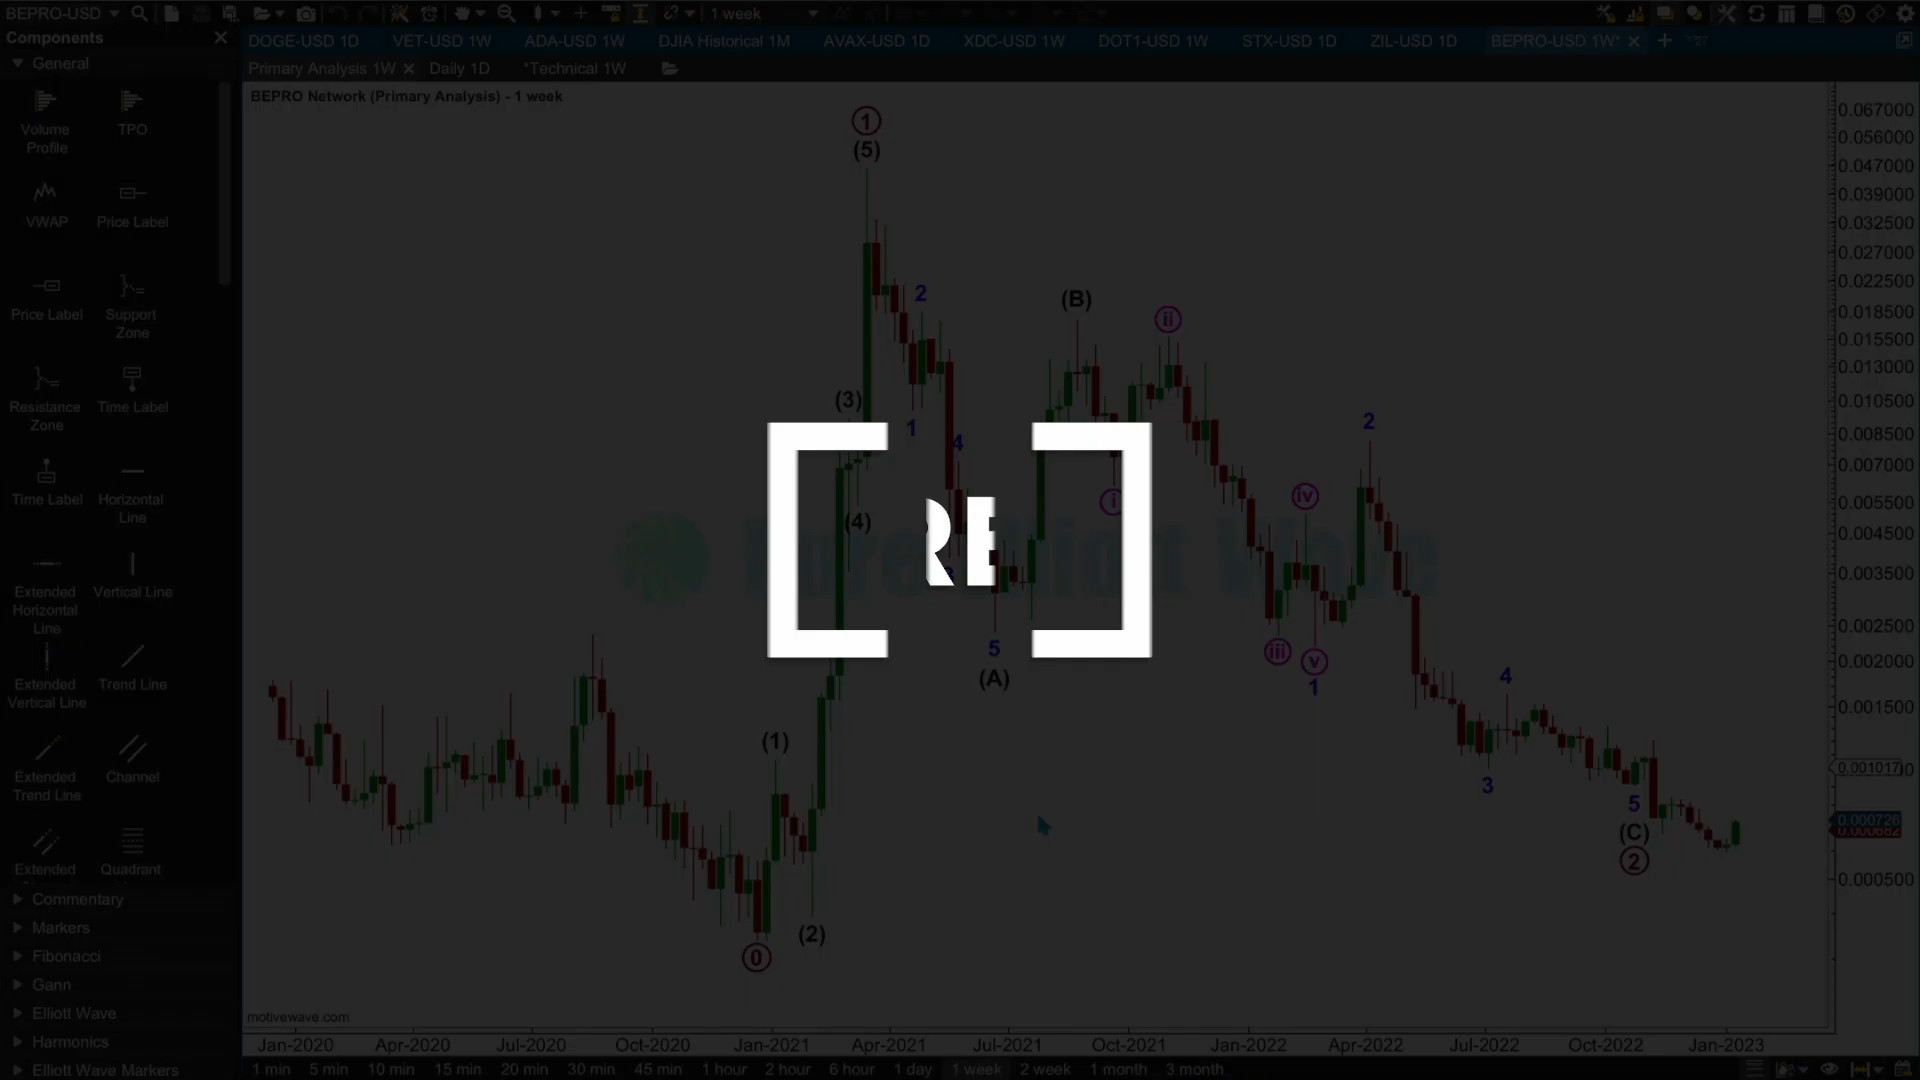 BEPRO-USD
1 week
Components
General
Volume Profile
TPO
VWAP
Price Label
Price Label
Support Zone
Resistance Zone
Time Label
Time Label
Horizontal Line
Extended Horizontal Line
Vertical Line
Extended Vertical Line
Trend Line
Extended Trend Line
Channel
Extended
Quadrant
Commentary
Markers
Fibonacci
Gann
Elliott Wave
Harmonics
Elliott Wave Markers
DOGE-USD 1D VET-USD 1W ADA-USD 1W DJIA Historical 1M AVAX-USD 1D XDC-USD 1W DOT1-USD 1W STX-USD 1D ZIL-USD 1D BEPRO-USD 1W*
Primary Analysis 1W Daily 1D *Technical 1W
BEPRO Network (Primary Analysis) - 1 week
1
(5)
2
(B)
ii
(3)
1
4
2
i
iv
(4)
RE
5
(A)
iii
v
1
4
(1)
3
5
(C)
2
(2)
0
motivewave.com
0.067000
0.056000
0.047000
0.039000
0.032500
0.027000
0.022500
0.018500
0.015500
0.013000
0.010500
0.008500
0.007000
0.005500
0.004500
0.003500
0.002500
0.002000
0.001500
0.001017
0.000726
0.000682
0.000500
Jan-2020 Apr-2020 Jul-2020 Oct-2020 Jan-2021 Apr-2021 Jul-2021 Oct-2021 Jan-2022 Apr-2022 Jul-2022 Oct-2022 Jan-2023
1 min 5 min 10 min 15 min 20 min 30 min 45 min 1 hour 2 hour 6 hour 1 day 1 week 2 week 1 month 3 month